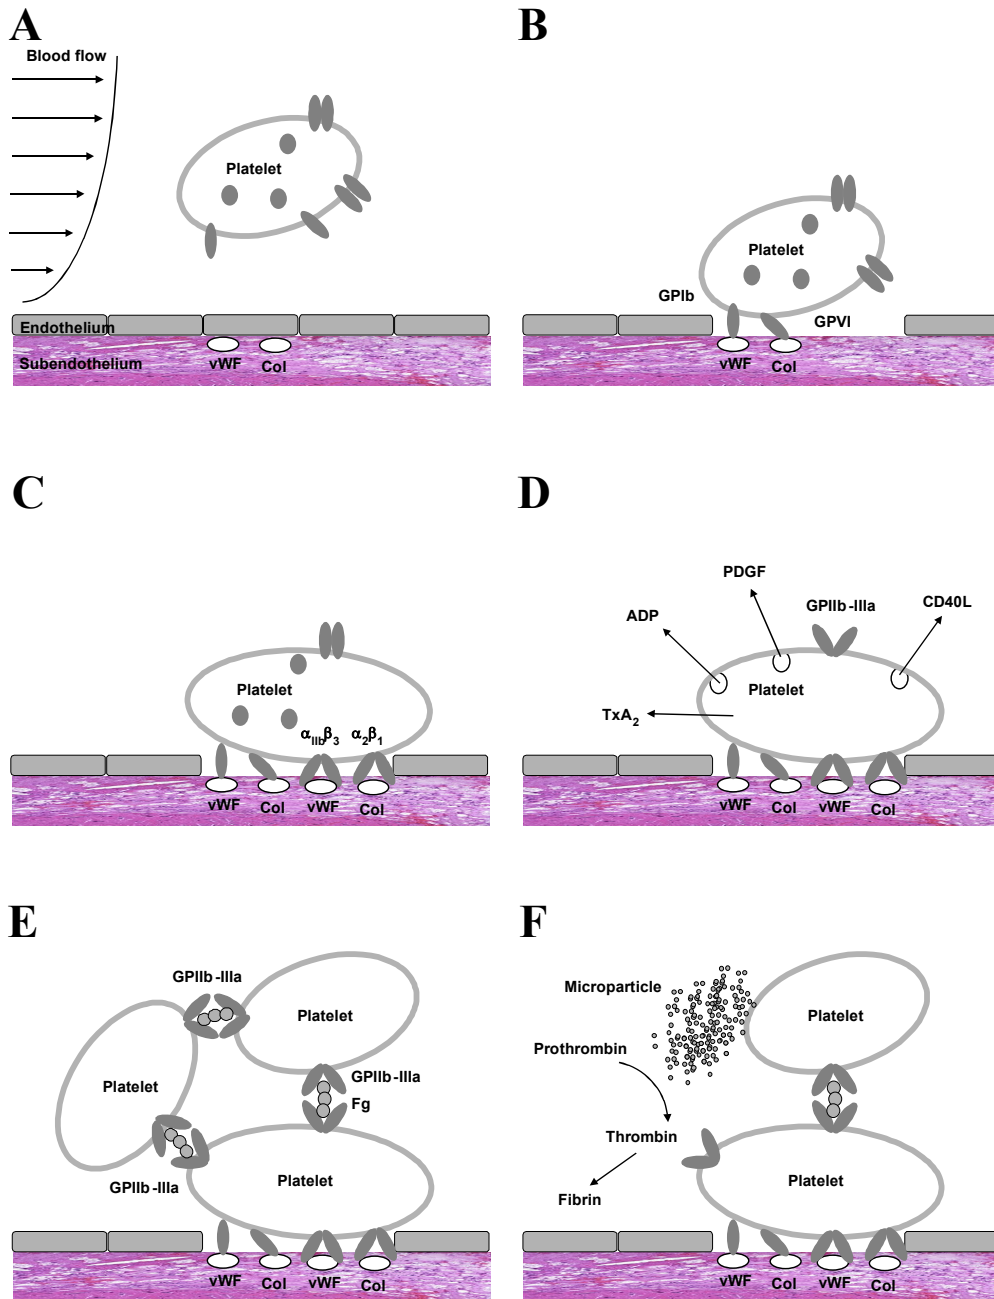 A
Blood flow
Platelet
Endothelium
Subendothelium
vWF
Col
B
Platelet
GPIb
GPVI
vWF
Col
C
Platelet
αIIbβ3 α2β1
vWF
Col
vWF
Col
D
PDGF
GPIIb-IIIa
CD40L
ADP
Platelet
TxA2
vWF
Col
vWF
Col
E
GPIIb-IIIa
Platelet
Platelet
GPIIb-IIIa
Fg
GPIIb-IIIa
Platelet
vWF
Col
vWF
Col
F
Microparticle
Platelet
Prothrombin
Thrombin
Platelet
Fibrin
vWF
Col
vWF
Col